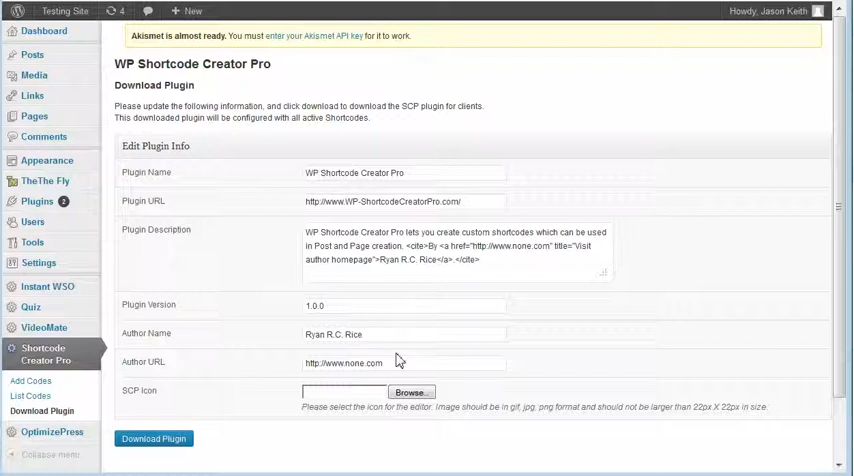 Testing Site 4 New Howdy, Jason Keith
Dashboard
Posts
Media
Links
Pages
Comments
Appearance
TheThe Fly
Plugins 2
Users
Tools
Settings
Instant WSO
Quiz
VideoMate
Shortcode
Creator Pro
Add Codes
List Codes
Download Plugin
OptimizePress
Collapse menu
Akismet is almost ready. You must enter your Akismet API key for it to work.
WP Shortcode Creator Pro
Download Plugin
Please update the following information, and click download to download the SCP plugin for clients.
This downloaded plugin will be configured with all active Shortcodes.
Edit Plugin Info
Plugin Name WP Shortcode Creator Pro
Plugin URL http://www.WP-ShortcodeCreatorPro.com/
Plugin Description WP Shortcode Creator Pro lets you create custom shortcodes which can be used
in Post and Page creation. <cite>By <a href="http://www.none.com" title="Visit
author homepage">Ryan R.C. Rice</a>.</cite>
Plugin Version 1.0.0
Author Name Ryan R.C. Rice
Author URL http://www.none.com
SCP Icon Browse...
Please select the icon for the editor. Image should be in gif, jpg, png format and should not be larger than 22px X 22px in size.
Download Plugin